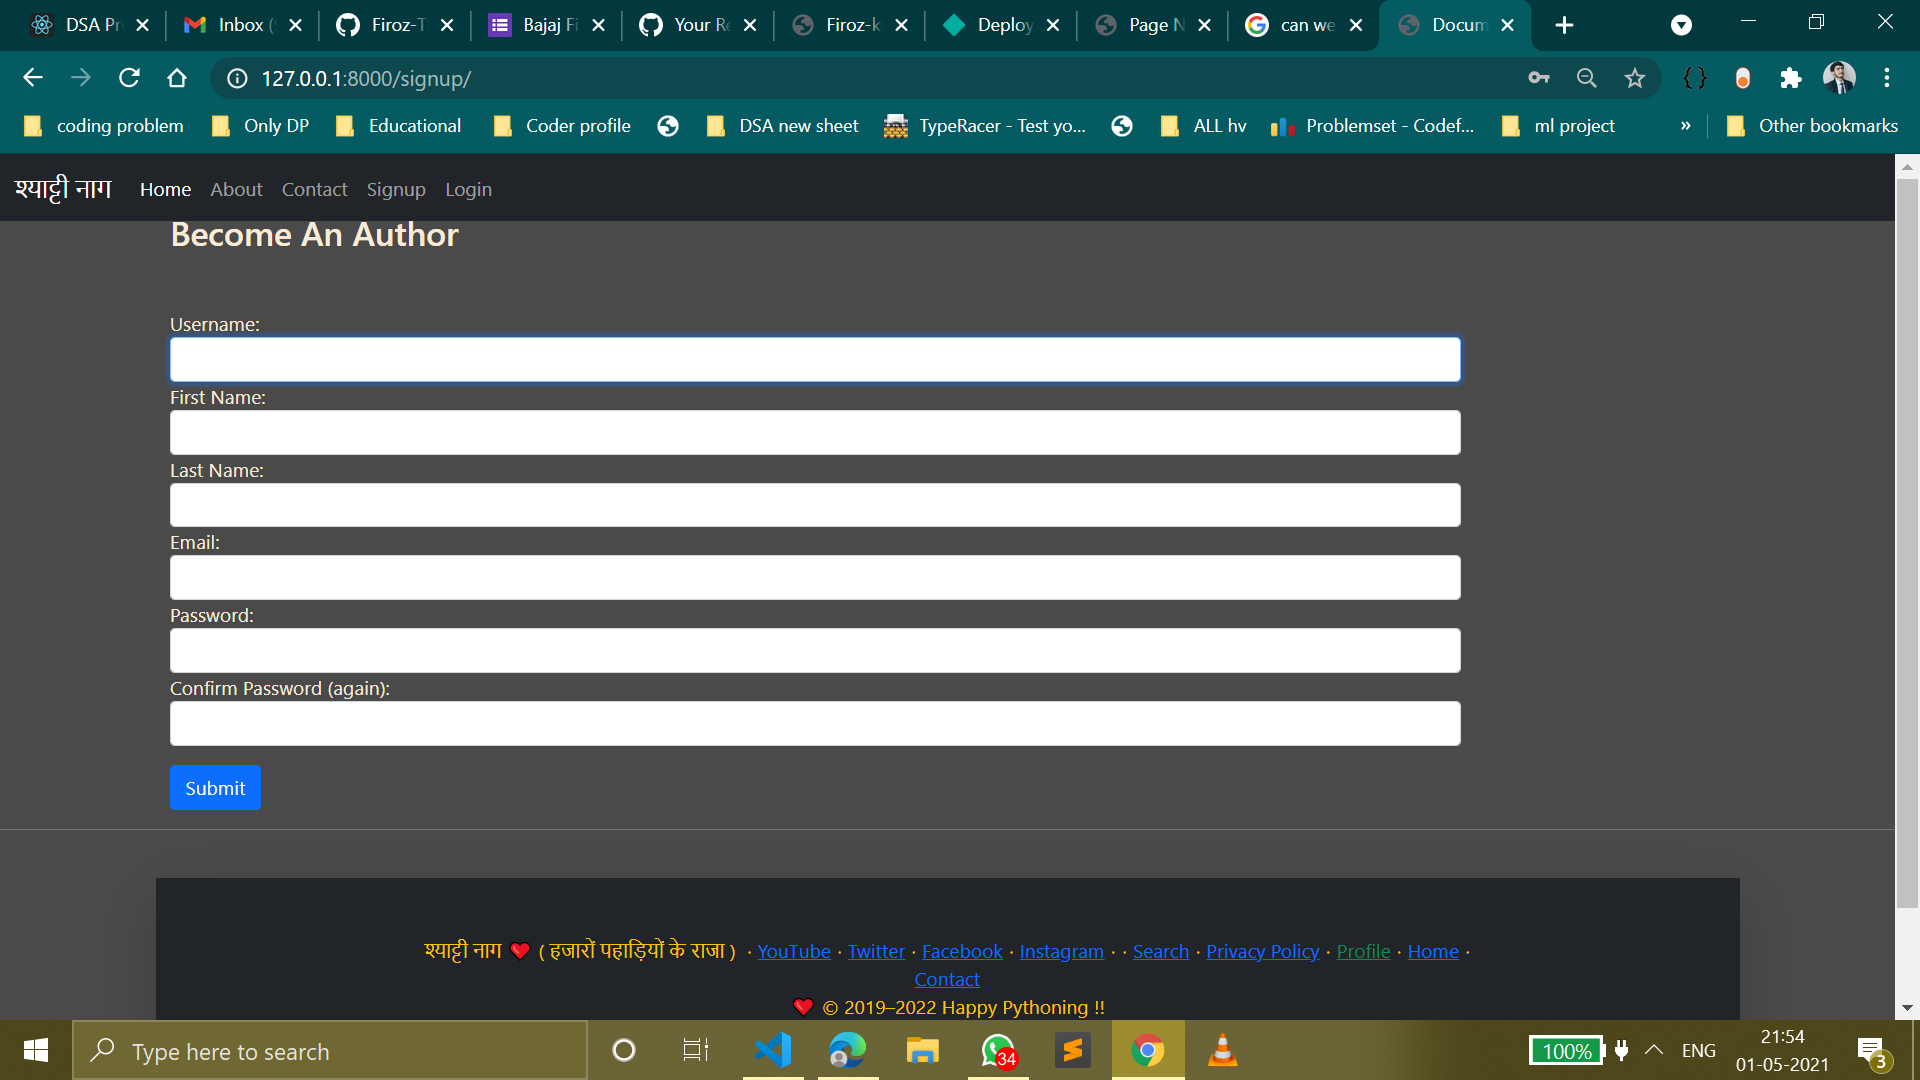 DSA Pr
Inbox (
Firoz-T
Bajaj Fi
Your Re
Firoz-k
Deploy
Page N
can we
Docum
127.0.0.1:8000/signup/
coding problem
Only DP
Educational
Coder profile
DSA new sheet
TypeRacer - Test yo...
ALL hv
Problemset - Codef...
ml project
»
Other bookmarks
श्याट्टी नाग
Home
About
Contact
Signup
Login
Become An Author
Username:
First Name:
Last Name:
Email:
Password:
Confirm Password (again):
Submit
श्याट्टी नाग ❤ ( हजारों पहाड़ियों के राजा ) · YouTube · Twitter · Facebook · Instagram · · Search · Privacy Policy · Profile · Home ·
Contact
❤ © 2019–2022 Happy Pythoning !!
Type here to search
34
100%
ENG
21:54
01-05-2021
3